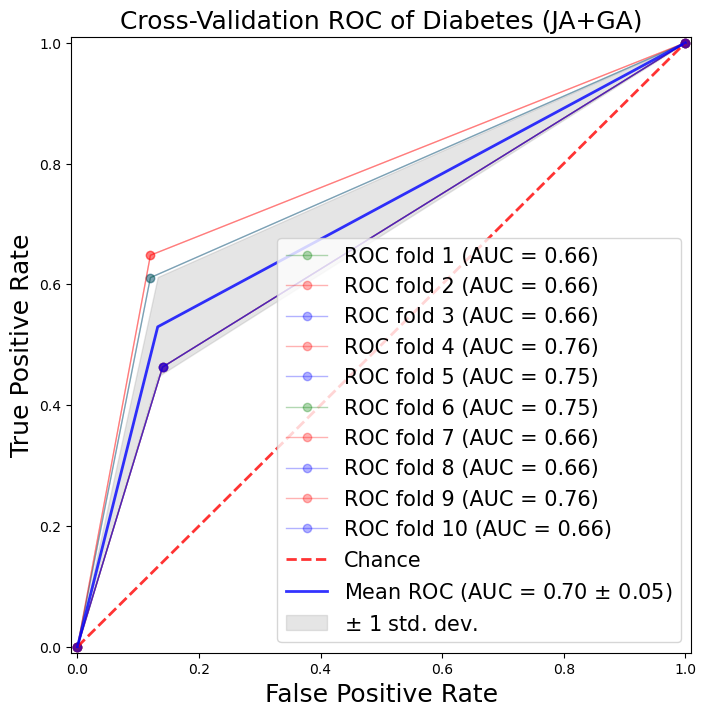 Cross-Validation ROC of Diabetes (JA+GA)
True Positive Rate
1.0
0.8
0.6
0.4
0.2
0.0
ROC fold 1 (AUC = 0.66)
ROC fold 2 (AUC = 0.66)
ROC fold 3 (AUC = 0.66)
ROC fold 4 (AUC = 0.76)
ROC fold 5 (AUC = 0.75)
ROC fold 6 (AUC = 0.75)
ROC fold 7 (AUC = 0.66)
ROC fold 8 (AUC = 0.66)
ROC fold 9 (AUC = 0.76)
ROC fold 10 (AUC = 0.66)
Chance
Mean ROC (AUC = 0.70 ± 0.05)
± 1 std. dev.
0.0 0.2 0.4 0.6 0.8 1.0
False Positive Rate